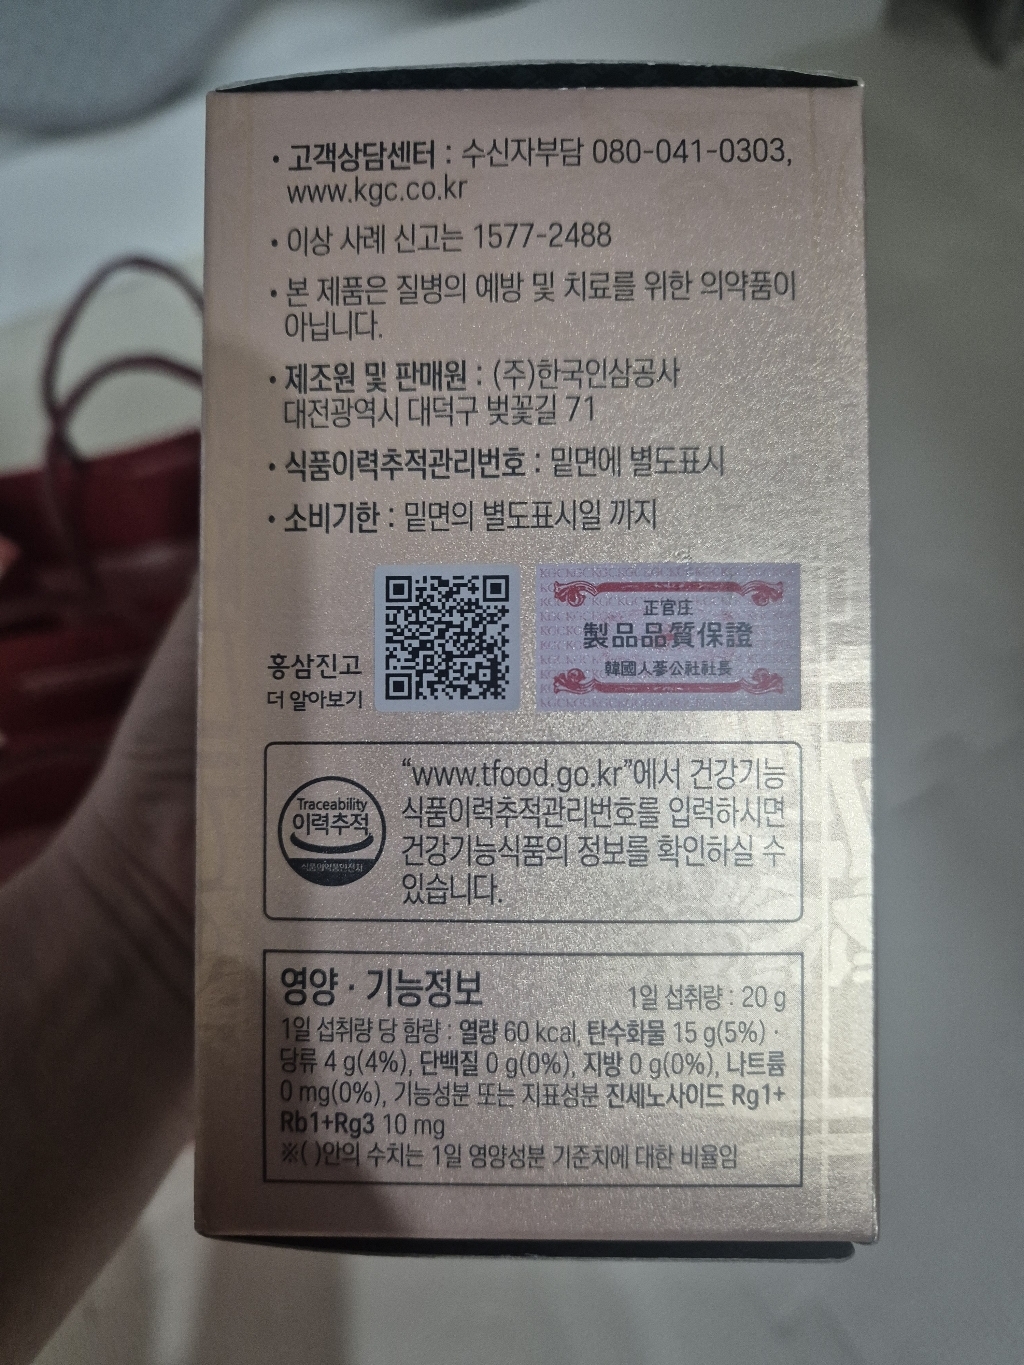 • 고객상담센터 : 수신자부담 080-041-0303,
www.kgc.co.kr
• 이상 사례 신고는 1577-2488
• 본 제품은 질병의 예방 및 치료를 위한 의약품이
아닙니다.
• 제조원 및 판매원 : (주)한국인삼공사
대전광역시 대덕구 벚꽃길 71
• 식품이력추적관리번호 : 밑면에 별도표시
• 소비기한 : 밑면의 별도표시일 까지
홍삼진고
더 알아보기
正官庄
製品品質保證
韓國人蔘公社社長
Traceability
이력추적
식품의약품안전처
“www.tfood.go.kr”에서 건강기능
식품이력추적관리번호를 입력하시면
건강기능식품의 정보를 확인하실 수
있습니다.
영양 · 기능정보
1일 섭취량 : 20 g
1일 섭취량 당 함량 : 열량 60 kcal, 탄수화물 15 g(5%) ·
당류 4 g(4%), 단백질 0 g(0%), 지방 0 g(0%), 나트륨
0 mg(0%), 기능성분 또는 지표성분 진세노사이드 Rg1+
Rb1+Rg3 10 mg
※( )안의 수치는 1일 영양성분 기준치에 대한 비율임